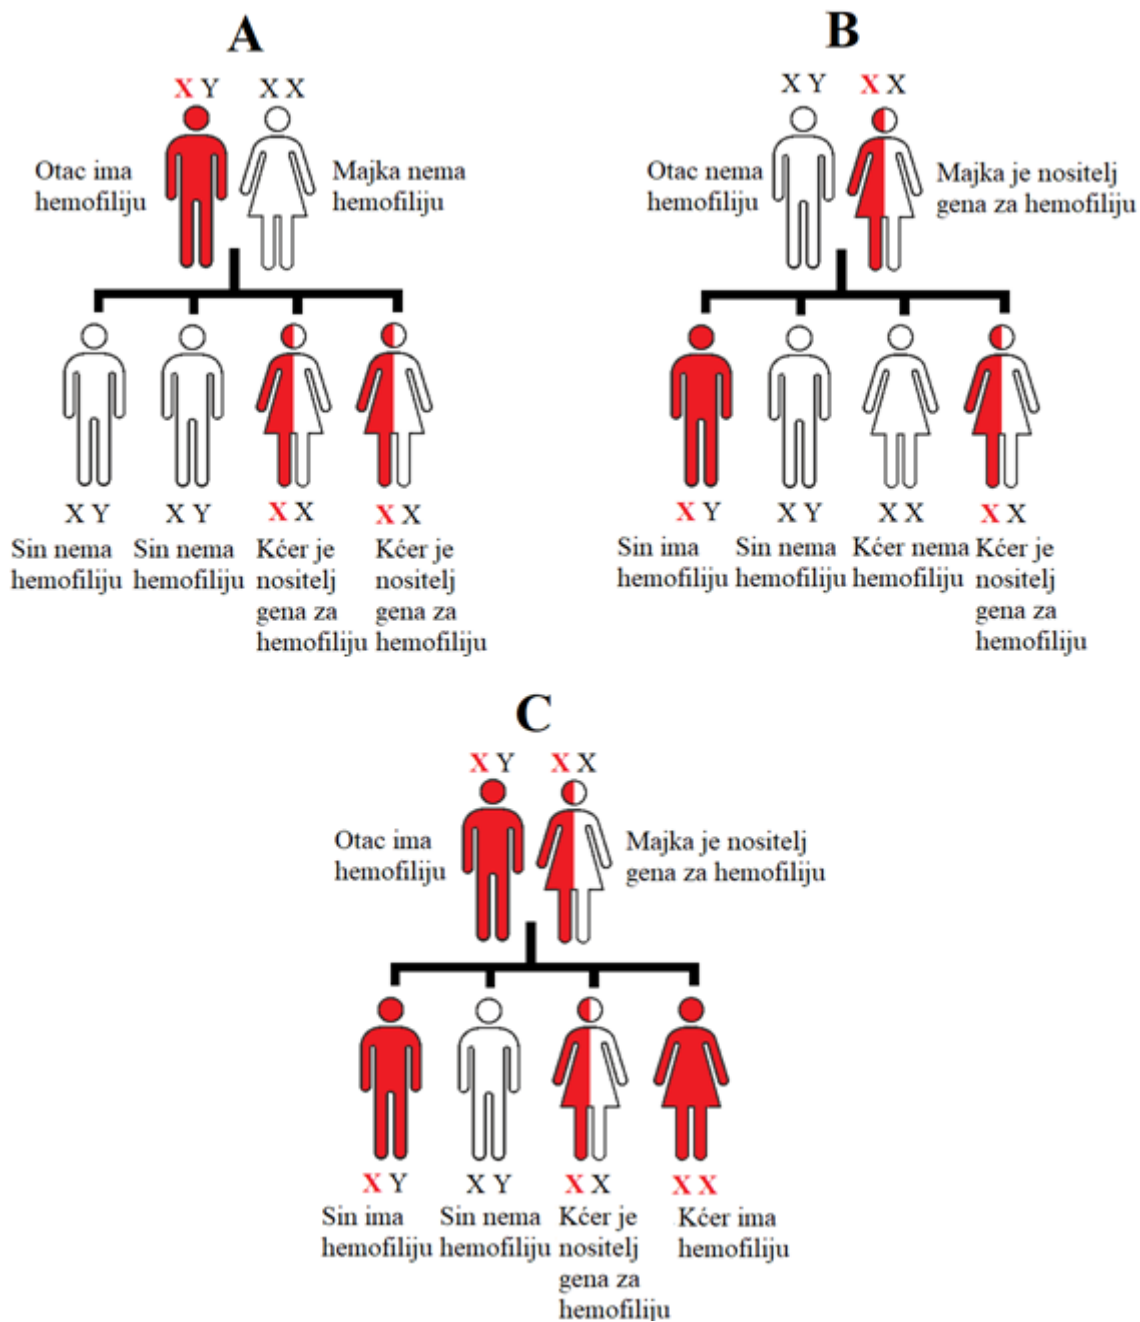 A
X Y
X X
Otac ima
hemofiliju
Majka nema
hemofiliju
X Y
X Y
X X
X X
Sin nema
hemofiliju
Sin nema
hemofiliju
Kćer je
nositelj
gena za
hemofiliju
Kćer je
nositelj
gena za
hemofiliju
B
X Y
X X
Otac nema
hemofiliju
Majka je nositelj
gena za hemofiliju
X Y
X Y
X X
X X
Sin ima
hemofiliju
Sin nema
hemofiliju
Kćer nema
hemofiliju
Kćer je
nositelj
gena za
hemofiliju
C
X Y
X X
Otac ima
hemofiliju
Majka je nositelj
gena za hemofiliju
X Y
X Y
X X
X X
Sin ima
hemofiliju
Sin nema
hemofiliju
Kćer je
nositelj
gena za
hemofiliju
Kćer ima
hemofiliju